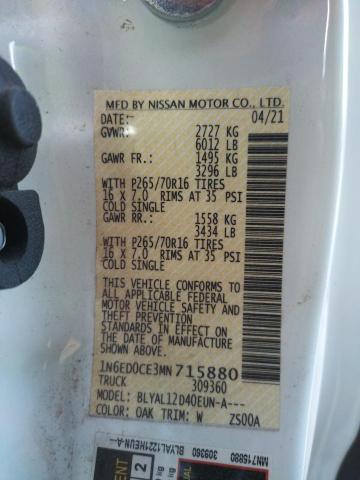 MFD BY NISSAN MOTOR CO., LTD.
DATE: 04/21
GVWR: 2727 KG
6012 LB
GAWR FR.: 1495 KG
3296 LB
WITH P265/70R16 TIRES
16 X 7.0 RIMS AT 35 PSI
COLD SINGLE
GAWR RR: 1558 KG
3434 LB
WITH P265/70R16 TIRES
16 X 7.0 RIMS AT 35 PSI
COLD SINGLE
THIS VEHICLE CONFORMS TO
ALL APPLICABLE FEDERAL
MOTOR VEHICLE SAFETY AND
THEFT PREVENTION
STANDARDS IN EFFECT ON
THE DATE OF MANUFACTURE
SHOWN ABOVE.
1N6ED0CE3MN715880
TRUCK 309360
MODEL: BLYAL12D40EUN-A---
COLOR: OAK TRIM: W ZS00A
MN715880 309360 BLYAL1221HEUN-A--
2